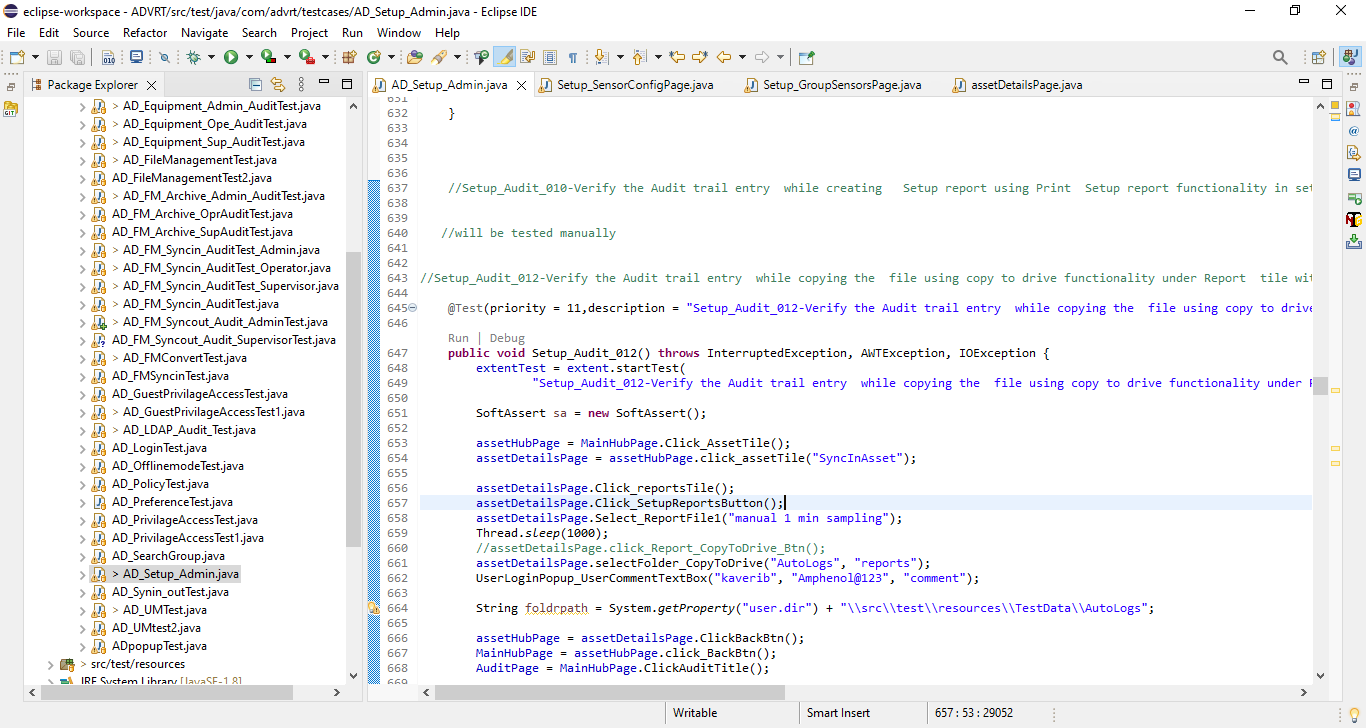 eclipse-workspace - ADVRT/src/test/java/com/advrt/testcases/AD_Setup_Admin.java - Eclipse IDE
File Edit Source Refactor Navigate Search Project Run Window Help
Package Explorer
AD_Equipment_Admin_AuditTest.java
> AD_Equipment_Ope_AuditTest.java
> AD_Equipment_Sup_AuditTest.java
> AD_FileManagementTest.java
AD_FileManagementTest2.java
> AD_FM_Archive_Admin_AuditTest.java
AD_FM_Archive_OprAuditTest.java
AD_FM_Archive_SupAuditTest.java
> AD_FM_Syncin_AuditTest_Admin.java
> AD_FM_Syncin_AuditTest_Operator.java
> AD_FM_Syncin_AuditTest_Supervisor.java
> AD_FM_Syncin_AuditTest.java
> AD_FM_Syncout_Audit_AdminTest.java
AD_FM_Syncout_Audit_SupervisorTest.java
> AD_FMConvertTest.java
AD_FMSyncinTest.java
AD_GuestPrivilageAccessTest.java
> AD_GuestPrivilageAccessTest1.java
> AD_LDAP_Audit_Test.java
AD_LoginTest.java
AD_OfflinemodeTest.java
AD_PolicyTest.java
AD_PreferenceTest.java
AD_PrivilageAccessTest.java
AD_PrivilageAccessTest1.java
AD_SearchGroup.java
> AD_Setup_Admin.java
AD_Synin_outTest.java
> AD_UMTest.java
AD_UMtest2.java
ADpopupTest.java
> src/test/resources
JRE System Library [JavaSE-1.8]
AD_Setup_Admin.java Setup_SensorConfigPage.java Setup_GroupSensorsPage.java assetDetailsPage.java
631
632 }
633
634
635
636
637 //Setup_Audit_010-Verify the Audit trail entry  while creating   Setup report using Print  Setup report functionality in set
638
639
640 //will be tested manually
641
642
643 //Setup_Audit_012-Verify the Audit trail entry  while copying the  file using copy to drive functionality under Report  tile wit
644
645 @Test(priority = 11,description = "Setup_Audit_012-Verify the Audit trail entry  while copying the  file using copy to drive
646
Run | Debug
647 public void Setup_Audit_012() throws InterruptedException, AWTException, IOException {
648 extentTest = extent.startTest(
649 "Setup_Audit_012-Verify the Audit trail entry  while copying the  file using copy to drive functionality under R
650
651 SoftAssert sa = new SoftAssert();
652
653 assetHubPage = MainHubPage.Click_AssetTile();
654 assetDetailsPage = assetHubPage.click_assetTile("SyncInAsset");
655
656 assetDetailsPage.Click_reportsTile();
657 assetDetailsPage.Click_SetupReportsButton();
658 assetDetailsPage.Select_ReportFile1("manual 1 min sampling");
659 Thread.sleep(1000);
660 //assetDetailsPage.click_Report_CopyToDrive_Btn();
661 assetDetailsPage.selectFolder_CopyToDrive("AutoLogs", "reports");
662 UserLoginPopup_UserCommentTextBox("kaverib", "Amphenol@123", "comment");
663
664 String foldrpath = System.getProperty("user.dir") + "\\src\\test\\resources\\TestData\\AutoLogs";
665
666 assetHubPage = assetDetailsPage.ClickBackBtn();
667 MainHubPage = assetHubPage.click_BackBtn();
668 AuditPage = MainHubPage.ClickAuditTitle();
669
Writable Smart Insert 657 : 53 : 29052